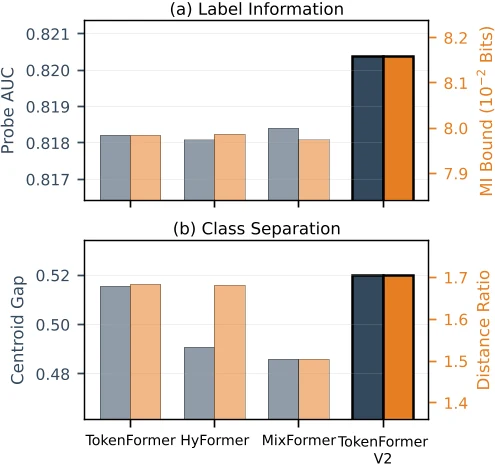 (a) Label Information
Probe AUC
0.821
0.820
0.819
0.818
0.817
8.2
8.1
8.0
7.9
MI Bound (10⁻² Bits)
(b) Class Separation
Centroid Gap
0.52
0.50
0.48
1.7
1.6
1.5
1.4
Distance Ratio
TokenFormer HyFormer MixFormer TokenFormer
V2